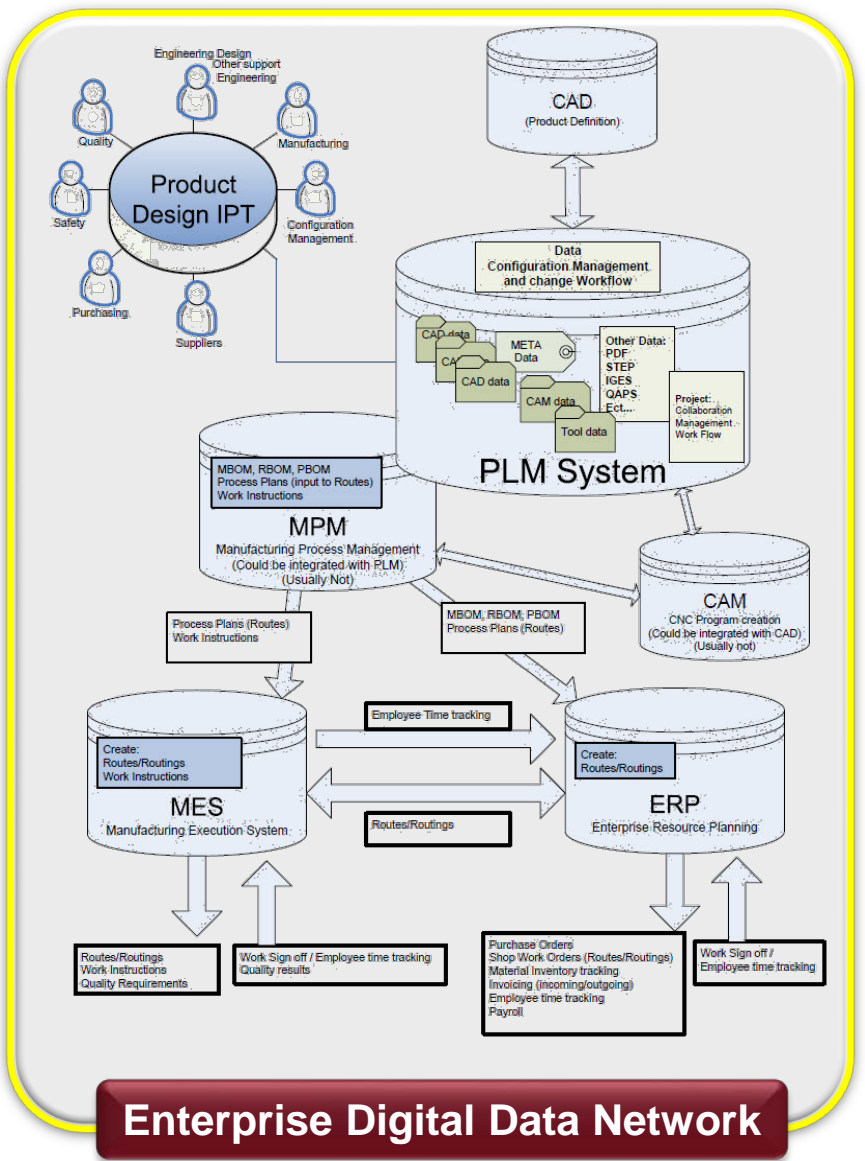 Engineering Design
Other support
Engineering
Quality
Manufacturing
Product
Design IPT
Safety
Configuration
Management
Purchasing
Suppliers
CAD
(Product Definition)
Data
Configuration Management
and change Workflow
CAD data
CAD data
META
Data
CAM data
Tool data
Other Data:
PDF
STEP
IGES
QAPS
Ect...
Project:
Collaboration
Management
Work Flow
PLM System
MBOM, RBOM, PBOM
Process Plans (input to Routes)
Work Instructions
MPM
Manufacturing Process Management
(Could be integrated with PLM)
(Usually Not)
CAM
CNC Program creation
(Could be integrated with CAD)
(Usually not)
Process Plans (Routes)
Work Instructions
MBOM, RBOM, PBOM
Process Plans (Routes)
Employee Time tracking
Create:
Routes/Routings
Work Instructions
MES
Manufacturing Execution System
Routes/Routings
Create:
Routes/Routings
ERP
Enterprise Resource Planning
Routes/Routings
Work Instructions
Quality Requirements
Work Sign off / Employee time tracking
Quality results
Purchase Orders
Shop Work Orders (Routes/Routings)
Material Inventory tracking
Invoicing (incoming/outgoing)
Employee time tracking
Payroll
Work Sign off /
Employee time tracking
Enterprise Digital Data Network